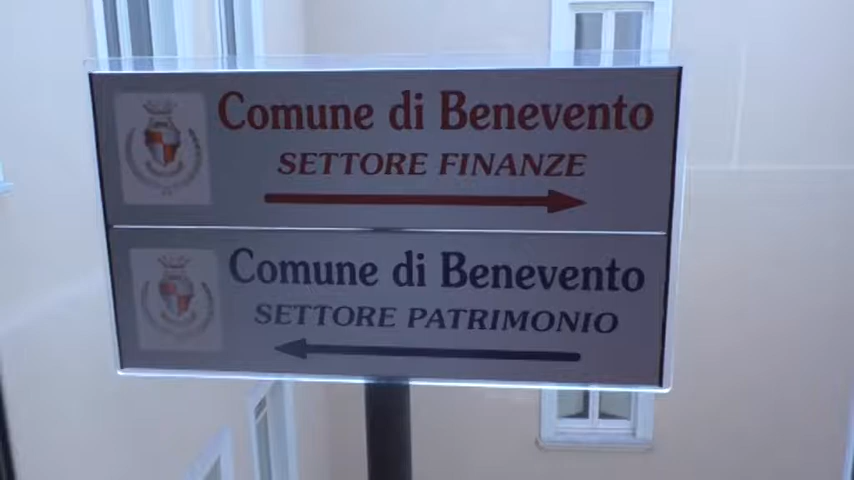 Comune di Benevento
SETTORE FINANZE
Comune di Benevento
SETTORE PATRIMONIO